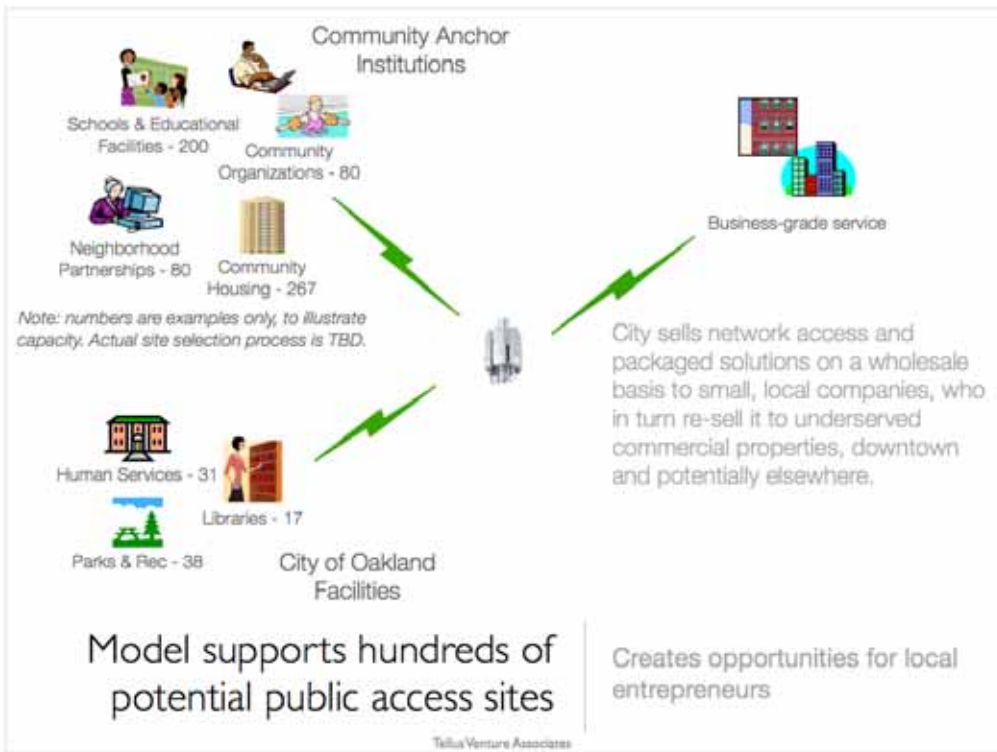 Community Anchor
Institutions
Schools & Educational
Facilities - 200
Community
Organizations - 80
Neighborhood
Partnerships - 80
Community
Housing - 267
Note: numbers are examples only, to illustrate
capacity. Actual site selection process is TBD.
Business-grade service
City sells network access and
packaged solutions on a wholesale
basis to small, local companies, who
in turn re-sell it to underserved
commercial properties, downtown
and potentially elsewhere.
Human Services - 31
Libraries - 17
Parks & Rec - 38
City of Oakland
Facilities
Model supports hundreds of
potential public access sites
Creates opportunities for local
entrepreneurs
Tellus Venture Associates